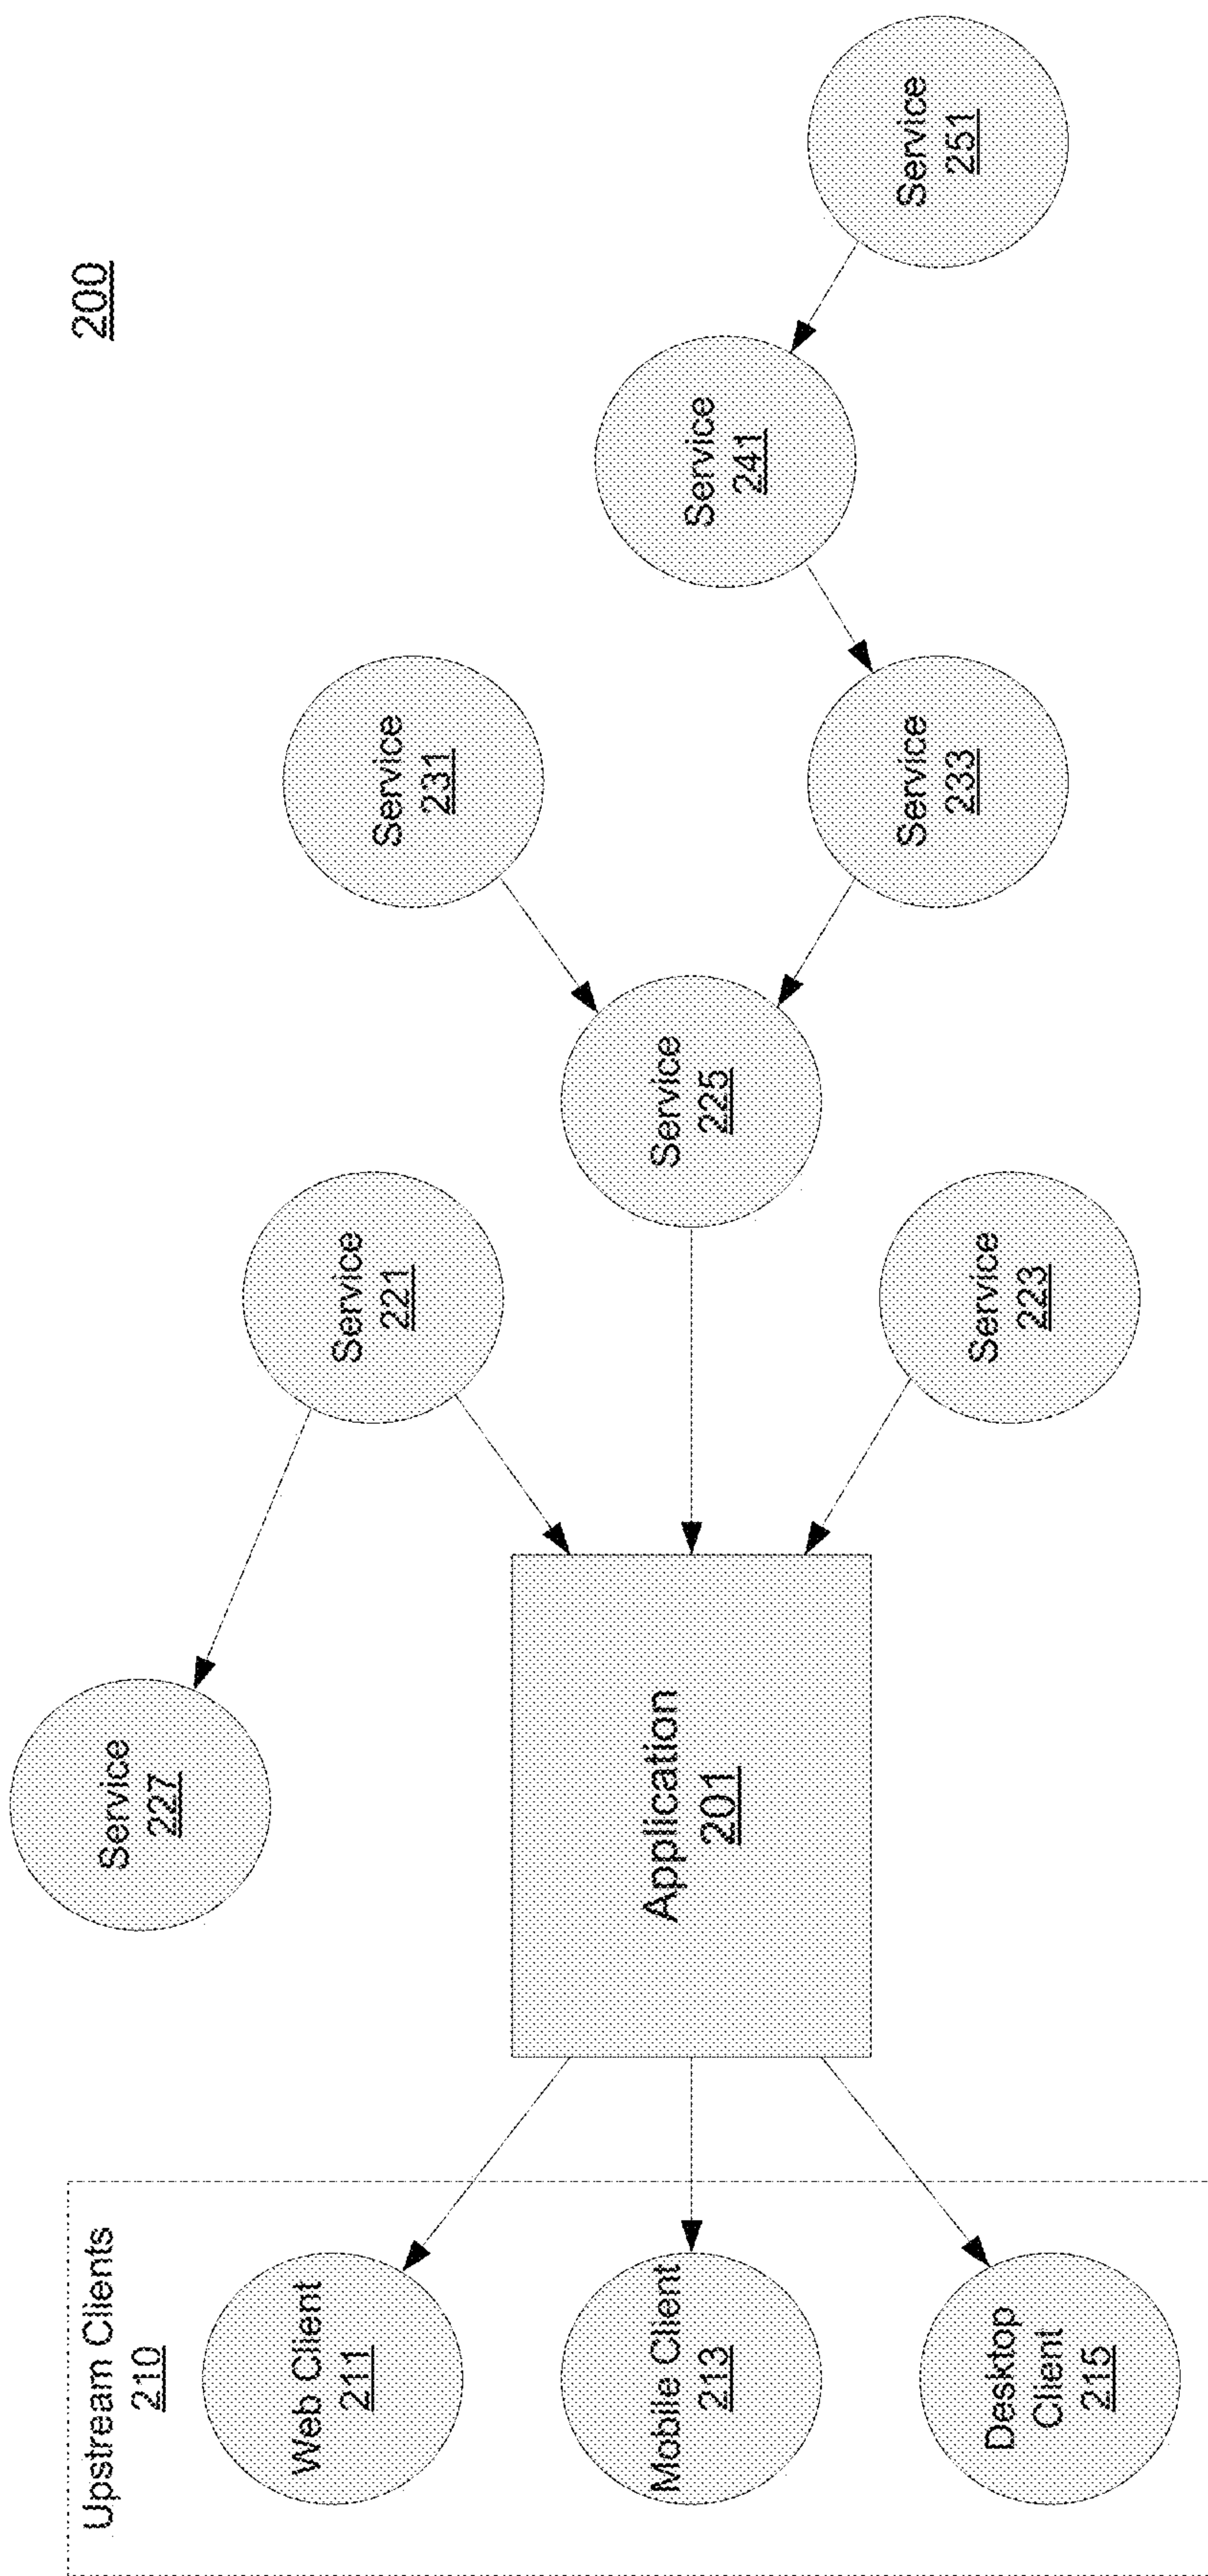 200
Upstream Clients
210
Web Client
211
Mobile Client
213
Desktop
Client
215
Application
201
Service
227
Service
221
Service
223
Service
225
Service
231
Service
233
Service
241
Service
251